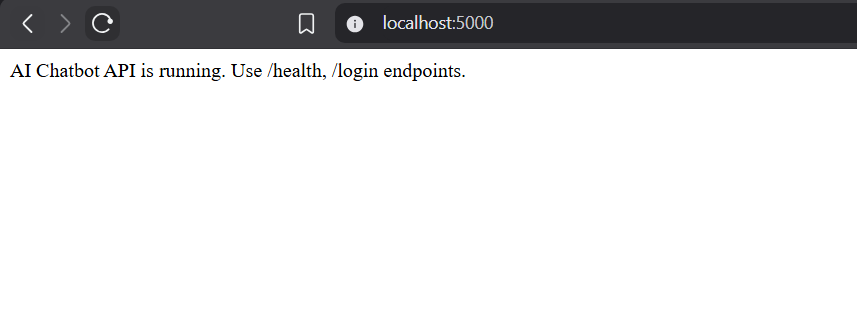 localhost:5000
AI Chatbot API is running. Use /health, /login endpoints.